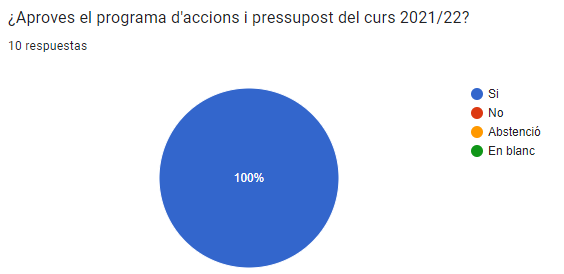 ¿Aproves el programa d'accions i pressupost del curs 2021/22?
10 respuestas
100%
Si
No
Abstenció
En blanc